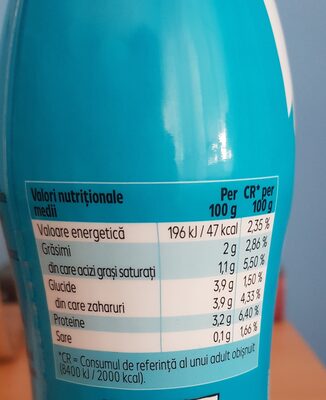 Valori nutriționale medii Per 100 g CR* per 100 g
Valoare energetică 196 kJ / 47 kcal 2,35 %
Grăsimi 2 g 2,86 %
din care acizi grași saturați 1,1 g 5,50 %
Glucide 3,9 g 1,50 %
din care zaharuri 3,9 g 4,33 %
Proteine 3,2 g 6,40 %
Sare 0,1 g 1,66 %
*CR = Consumul de referință al unui adult obișnuit
(8400 kJ / 2000 kcal).